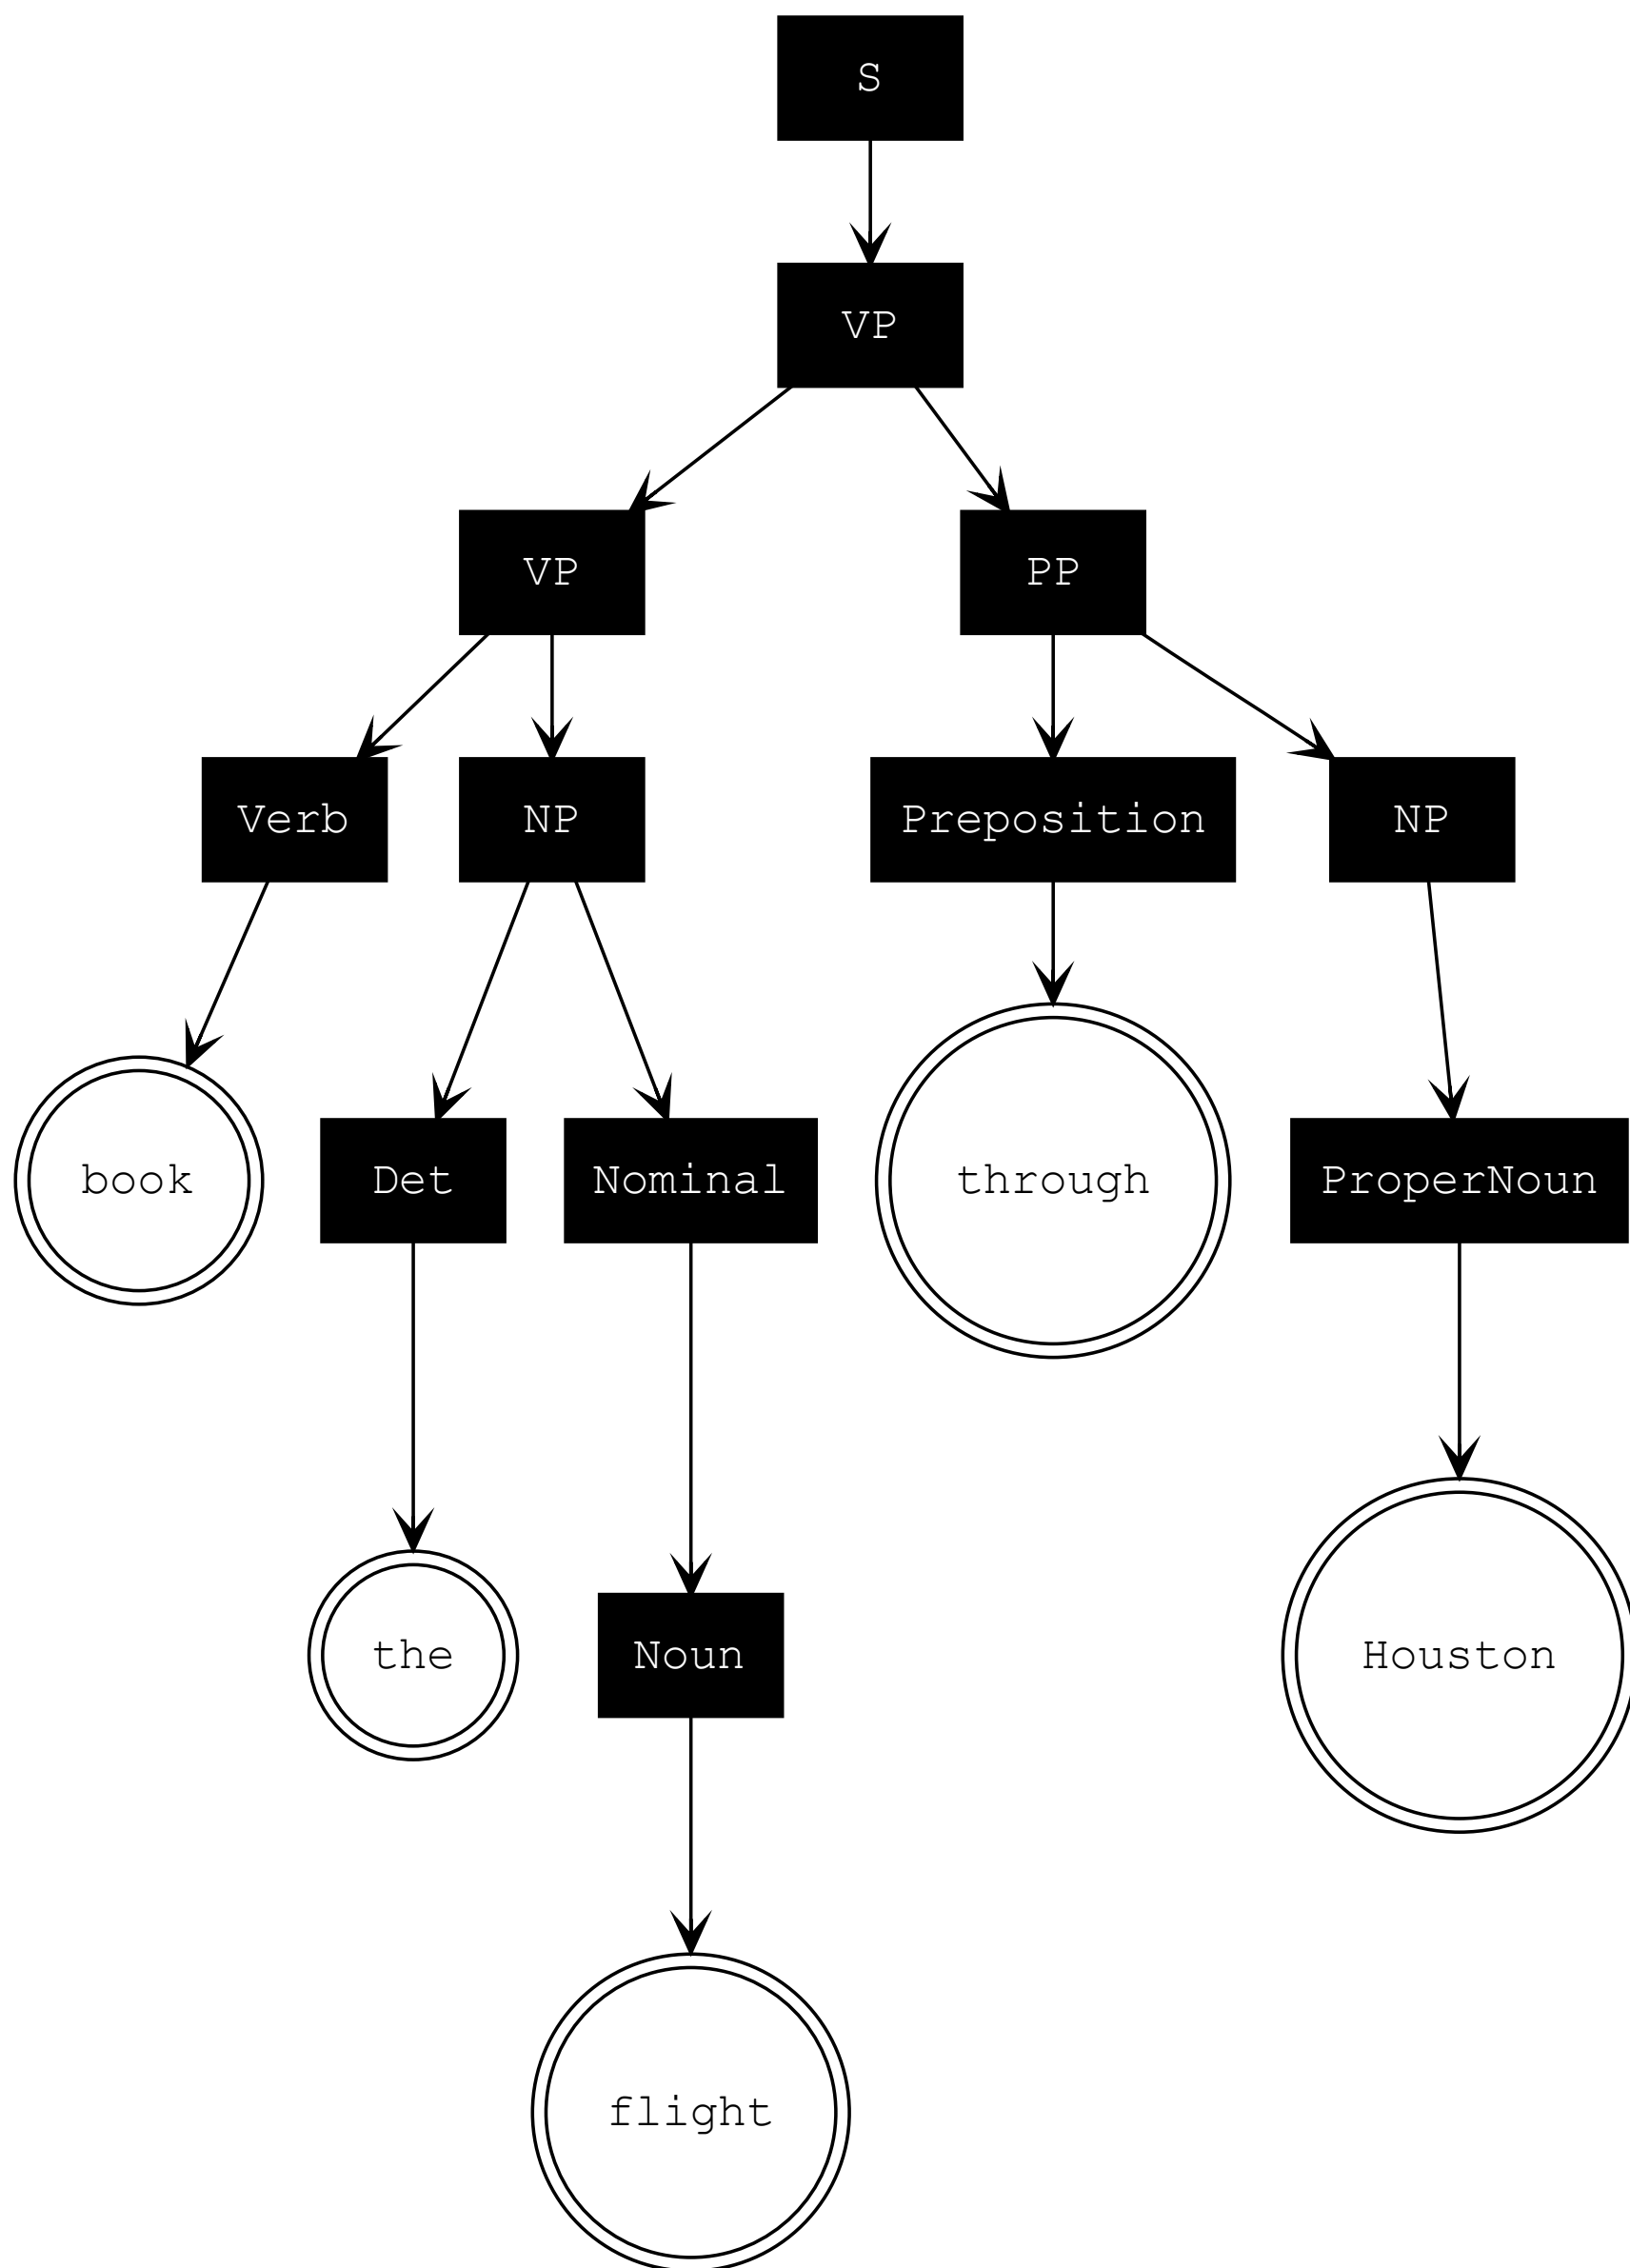 S
VP
VP PP
Verb NP Preposition NP
book Det Nominal through ProperNoun
the Noun Houston
flight